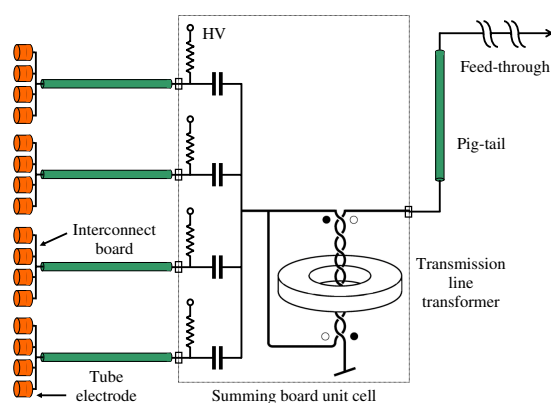 HV
Feed-through
Pig-tail
Interconnect
board
Transmission
line
transformer
Tube
electrode
Summing board unit cell